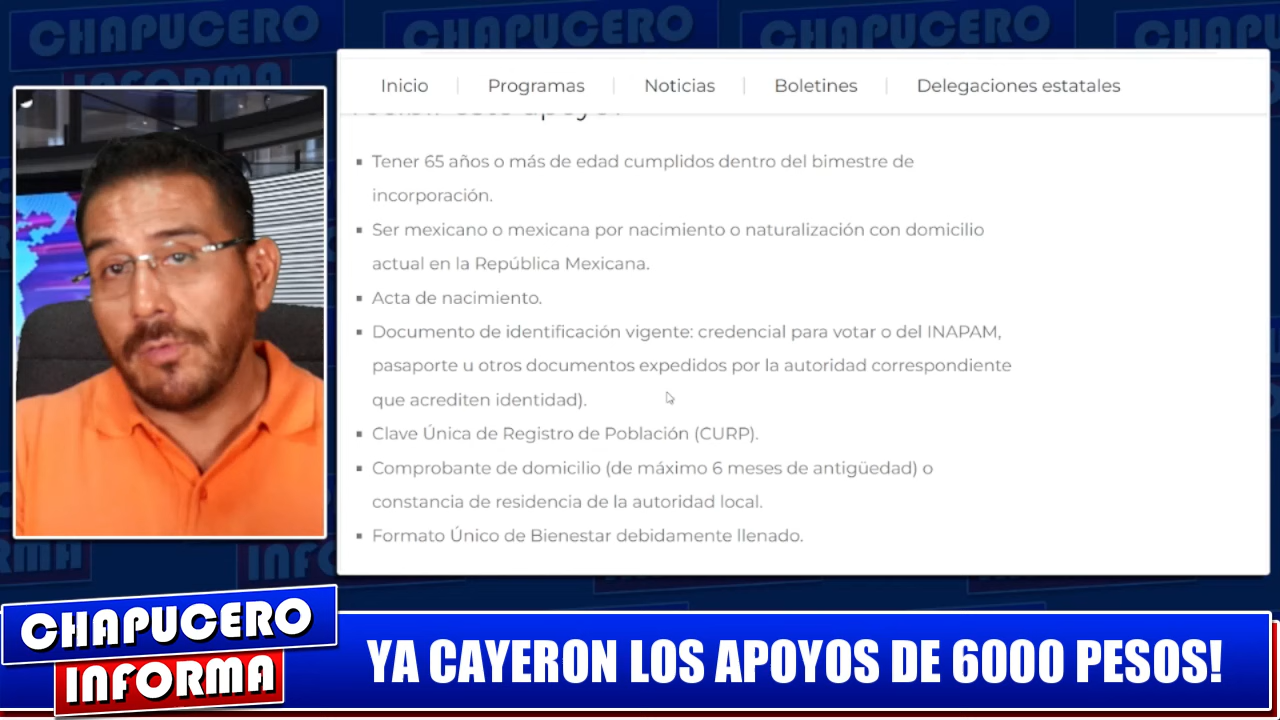 CHAPUCERO
CHAPUCERO
CHAPUCERO
INFORMA
Inicio
Programas
Noticias
Boletines
Delegaciones estatales
Tener 65 años o más de edad cumplidos dentro del bimestre de
incorporación.
Ser mexicano o mexicana por nacimiento o naturalización con domicilio
actual en la República Mexicana.
Acta de nacimiento.
Documento de identificación vigente: credencial para votar o del INAPAM,
pasaporte u otros documentos expedidos por la autoridad correspondiente
que acrediten identidad).
Clave Única de Registro de Población (CURP).
Comprobante de domicilio (de máximo 6 meses de antigüedad) o
constancia de residencia de la autoridad local.
Formato Único de Bienestar debidamente llenado.
CHAPUCERO
INFORMA
YA CAYERON LOS APOYOS DE 6000 PESOS!